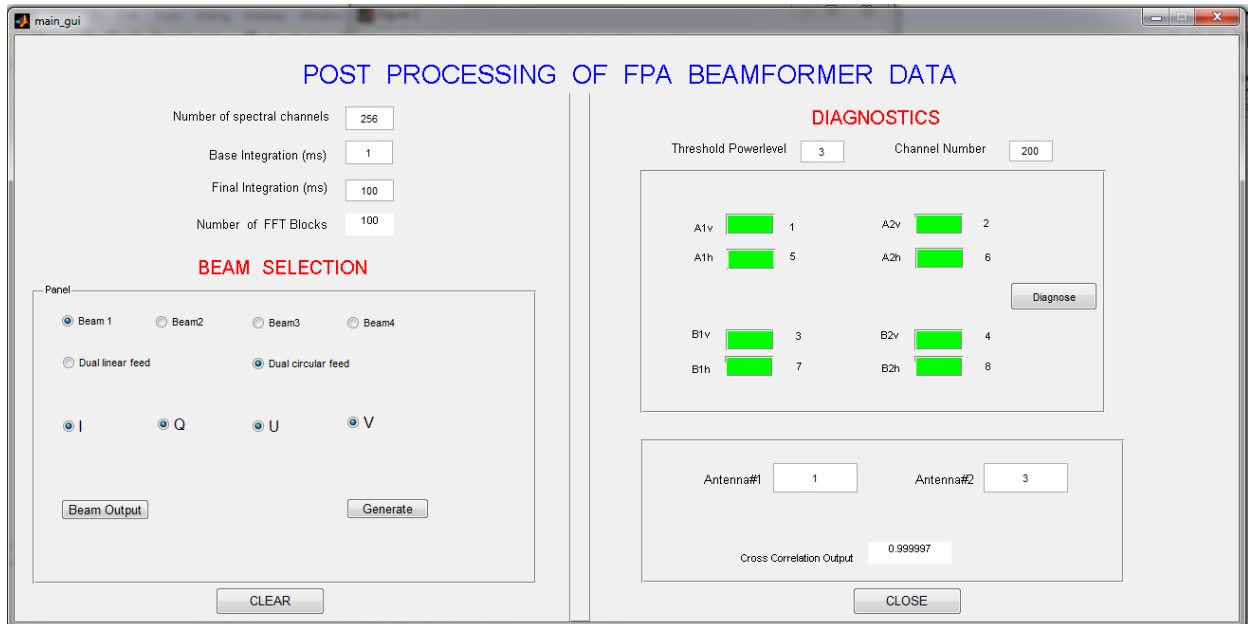 main_gui
POST PROCESSING OF FPA BEAMFORMER DATA
Number of spectral channels 256
Base Integration (ms) 1
Final Integration (ms) 100
Number of FFT Blocks 100
BEAM SELECTION
Panel
Beam 1 Beam2 Beam3 Beam4
Dual linear feed Dual circular feed
I Q U V
Beam Output Generate
CLEAR
DIAGNOSTICS
Threshold Powerlevel 3 Channel Number 200
A1v 1 A2v 2
A1h 5 A2h 6
Diagnose
B1v 3 B2v 4
B1h 7 B2h 8
Antenna#1 1 Antenna#2 3
Cross Correlation Output 0.999997
CLOSE